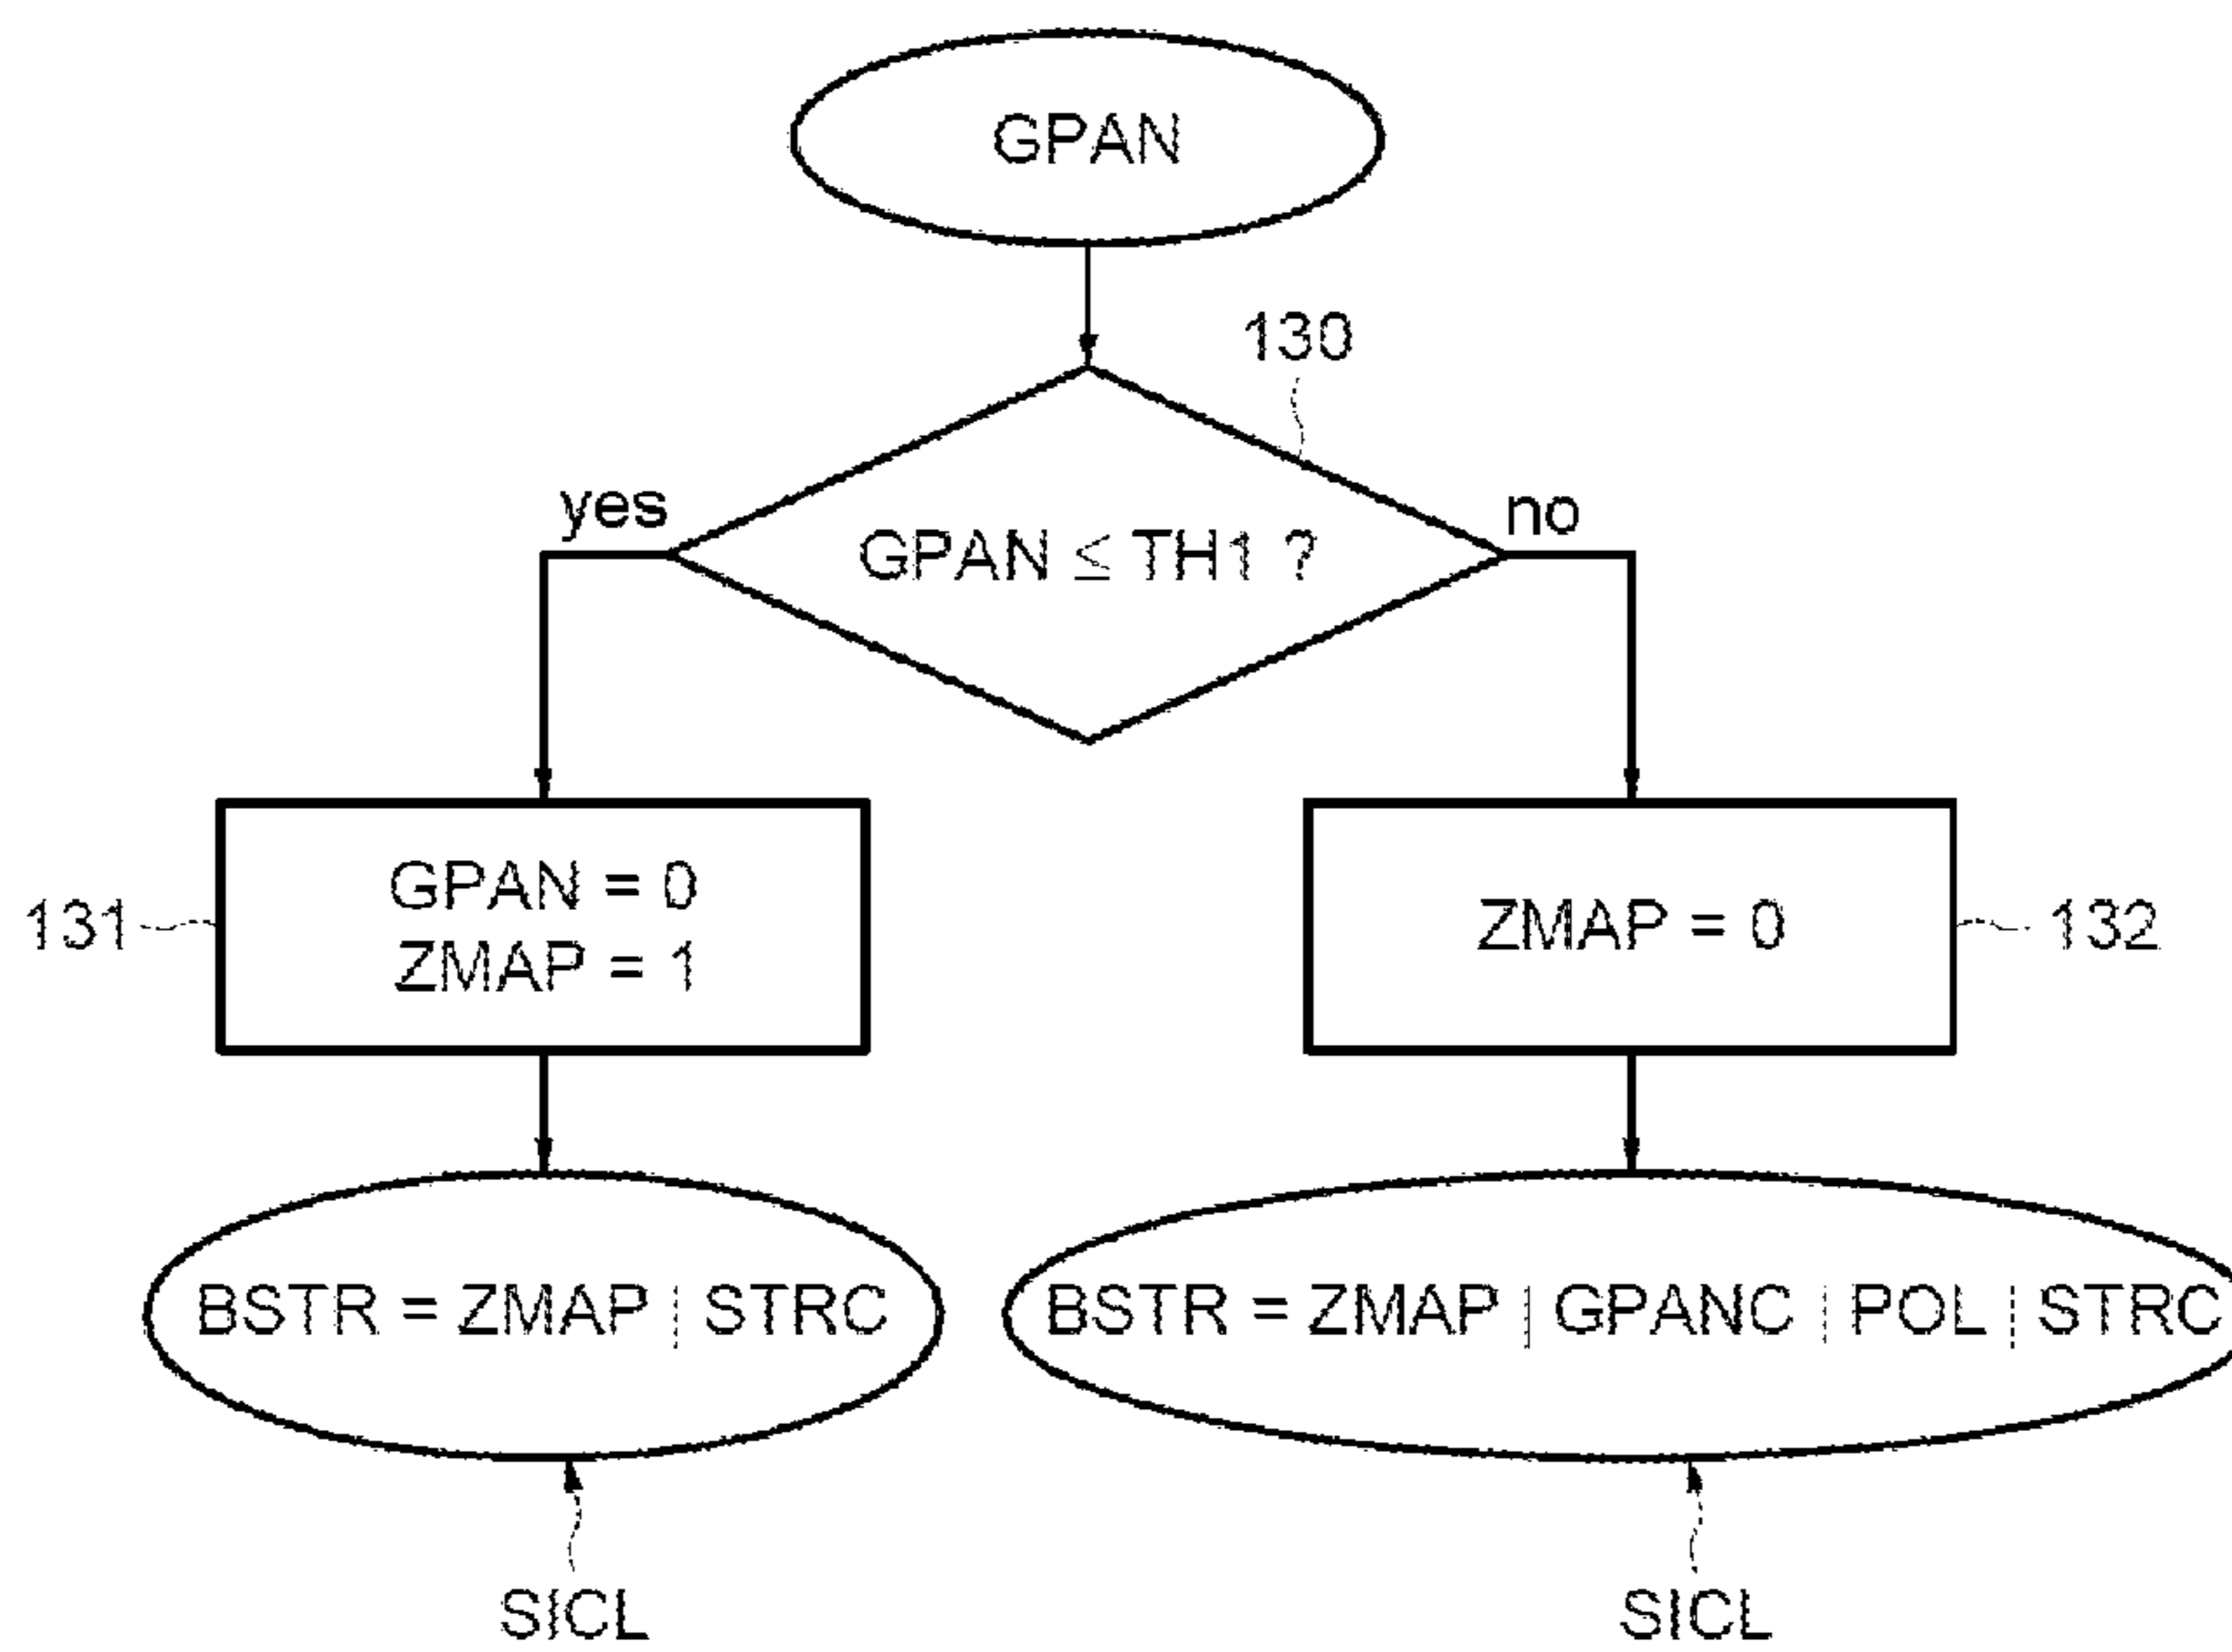 GPAN
130
yes
no
GPAN ≤ TH1 ?
GPAN = 0
ZMAP = 1
131
ZMAP = 0
132
BSTR = ZMAP | STRC
BSTR = ZMAP | GPANC | POL | STRC
SICL
SICL